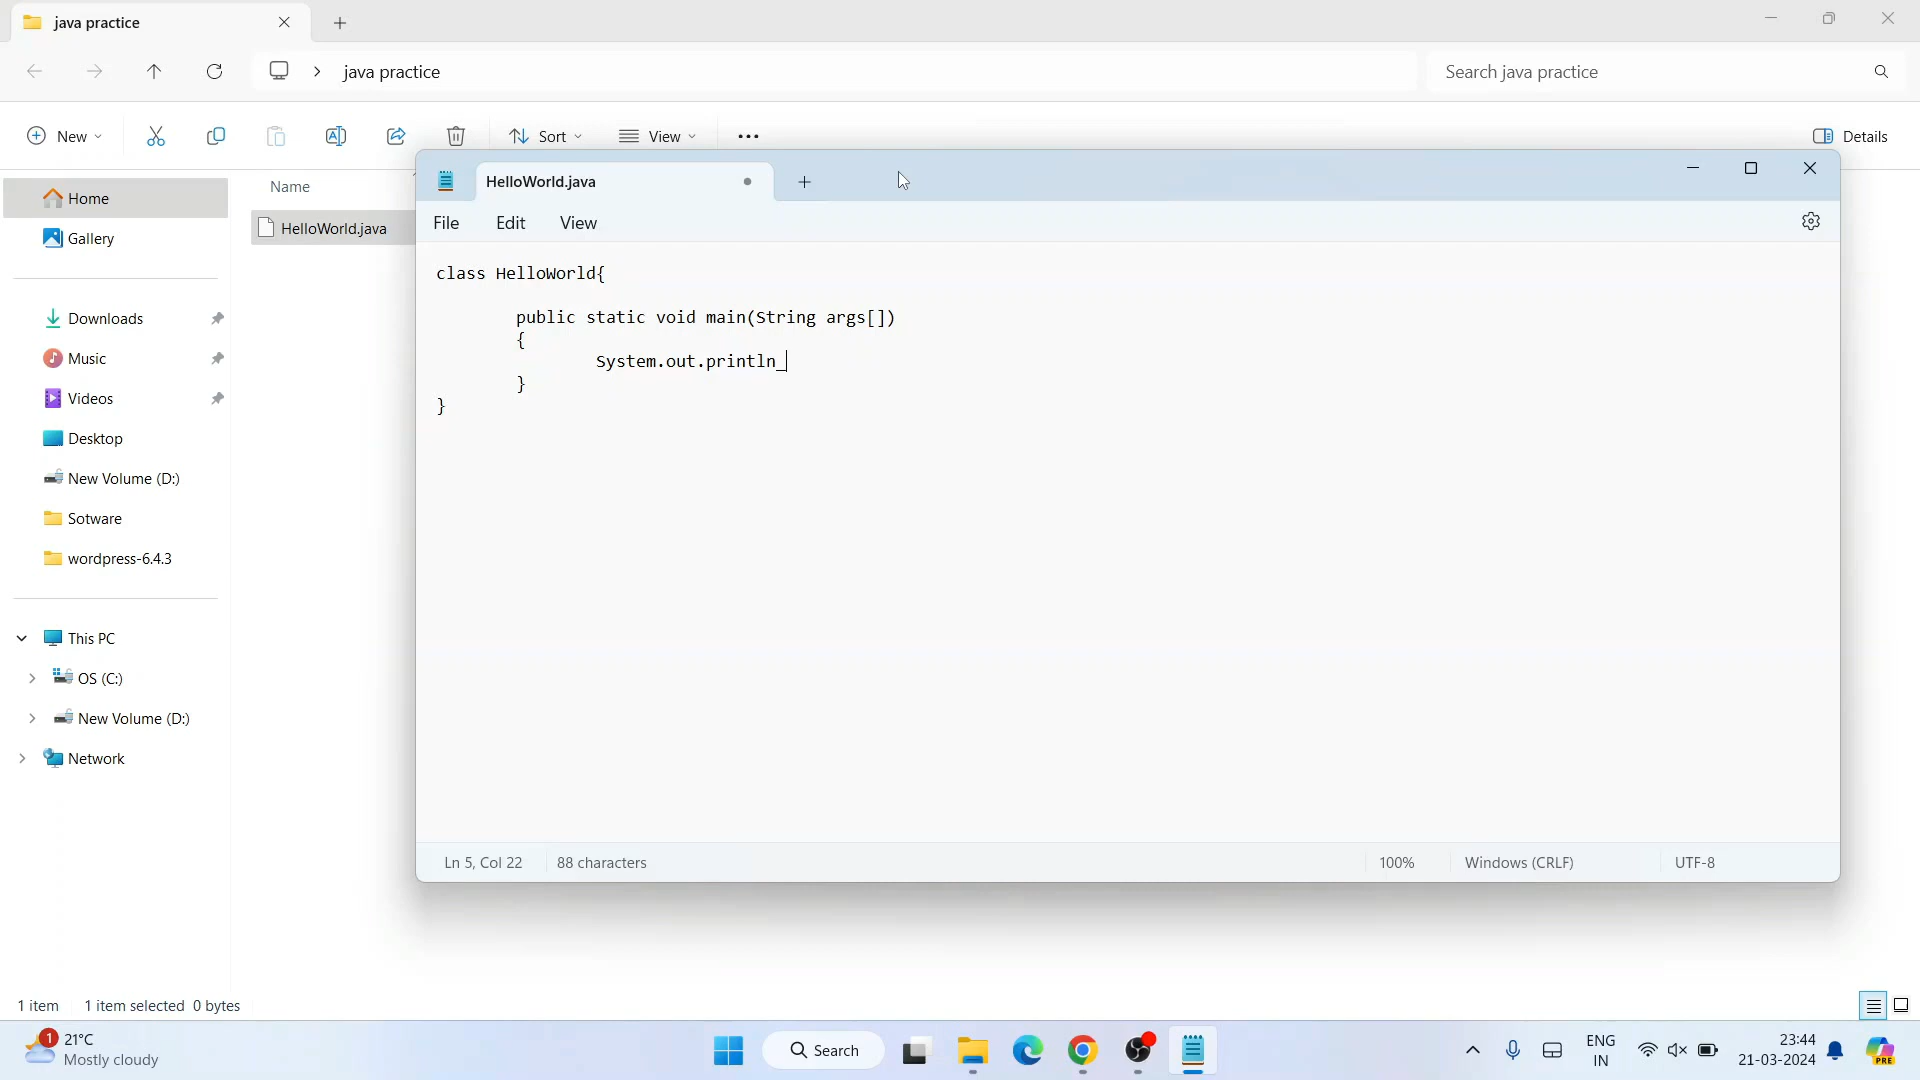 java practice
java practice
Search java practice
New
Sort
View
Details
HelloWorld.java
File
Edit
View
Name
HelloWorld.java
class HelloWorld{
public static void main(String args[])
{
System.out.println_
}
}
Ln 5, Col 22
88 characters
100%
Windows (CRLF)
UTF-8
Home
Gallery
Downloads
Music
Videos
Desktop
New Volume (D:)
Sotware
wordpress-6.4.3
This PC
OS (C:)
New Volume (D:)
Network
1 item
1 item selected 0 bytes
1
21°C
Mostly cloudy
Search
ENG
IN
23:44
21-03-2024
PRE